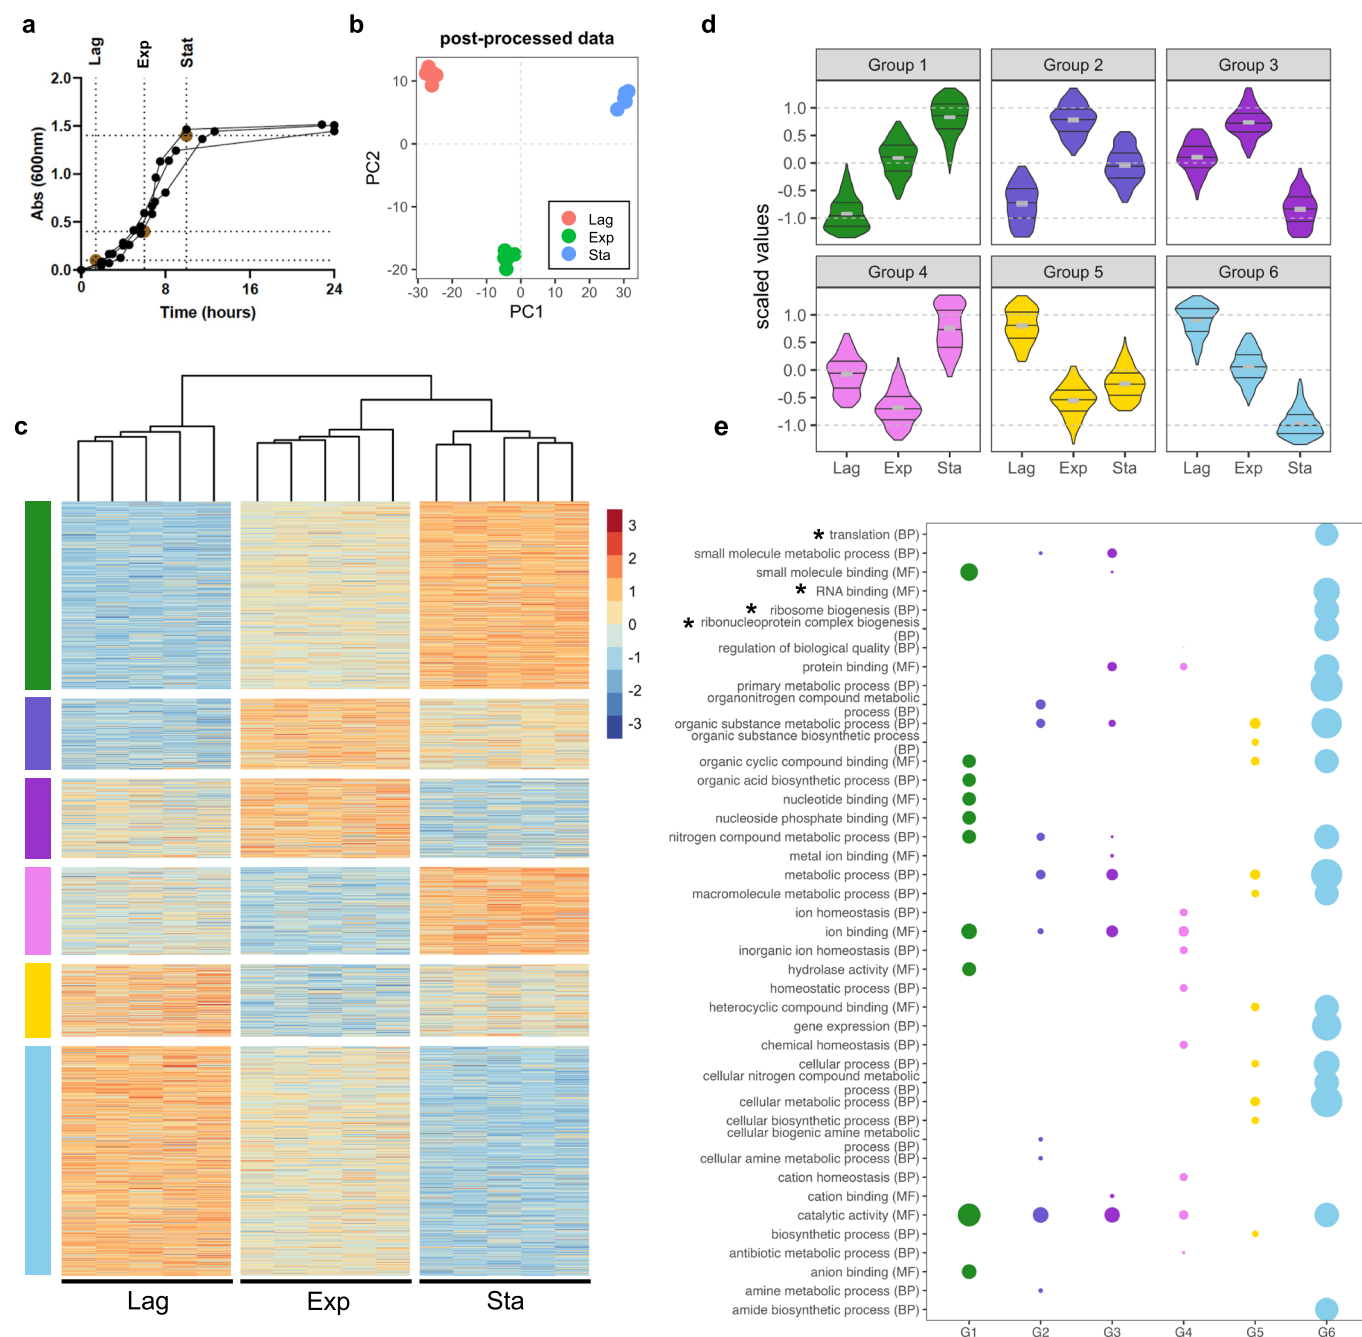 a
Lag
Exp
Stat
2.0
1.5
1.0
0.5
0.0
Abs (600nm)
0
8
16
24
Time (hours)
b
post-processed data
10
0
-10
-20
PC2
-30
-20
-10
0
10
20
30
PC1
Lag
Exp
Sta
c
3
2
1
0
-1
-2
-3
Lag
Exp
Sta
d
Group 1
Group 2
Group 3
1.0
0.5
0.0
-0.5
-1.0
scaled values
Group 4
Group 5
Group 6
1.0
0.5
0.0
-0.5
-1.0
Lag
Exp
Sta
Lag
Exp
Sta
Lag
Exp
Sta
e
* translation (BP)
small molecule metabolic process (BP)
small molecule binding (MF)
* RNA binding (MF)
* ribosome biogenesis (BP)
* ribonucleoprotein complex biogenesis
(BP)
regulation of biological quality (BP)
protein binding (MF)
primary metabolic process (BP)
organonitrogen compound metabolic
process (BP)
organic substance metabolic process (BP)
organic substance biosynthetic process
(BP)
organic cyclic compound binding (MF)
organic acid biosynthetic process (BP)
nucleotide binding (MF)
nucleoside phosphate binding (MF)
nitrogen compound metabolic process (BP)
metal ion binding (MF)
metabolic process (BP)
macromolecule metabolic process (BP)
ion homeostasis (BP)
ion binding (MF)
inorganic ion homeostasis (BP)
hydrolase activity (MF)
homeostatic process (BP)
heterocyclic compound binding (MF)
gene expression (BP)
chemical homeostasis (BP)
cellular process (BP)
cellular nitrogen compound metabolic
process (BP)
cellular metabolic process (BP)
cellular biosynthetic process (BP)
cellular biogenic amine metabolic
process (BP)
cellular amine metabolic process (BP)
cation homeostasis (BP)
cation binding (MF)
catalytic activity (MF)
biosynthetic process (BP)
antibiotic metabolic process (BP)
anion binding (MF)
amine metabolic process (BP)
amide biosynthetic process (BP)
G1
G2
G3
G4
G5
G6